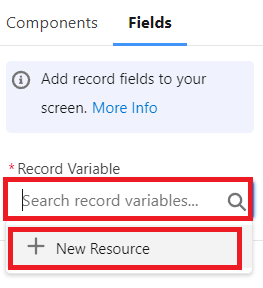 Components Fields
Add record fields to your
screen. More Info
* Record Variable
Search record variables...
New Resource